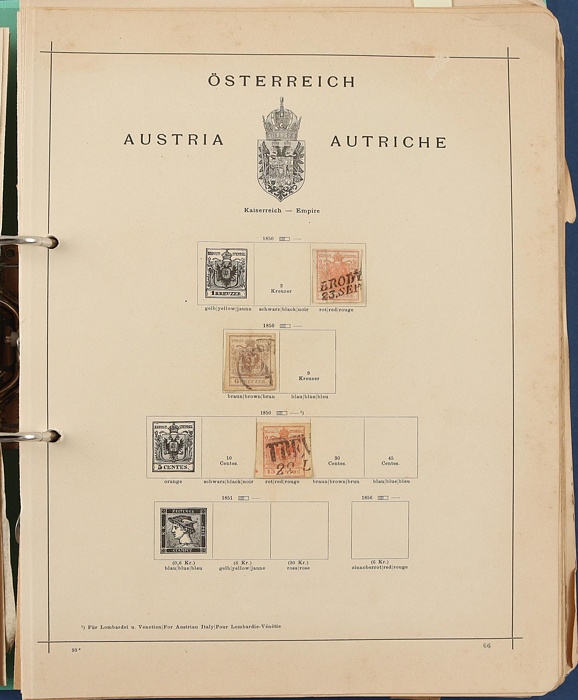 ÖSTERREICH
AUSTRIA AUTRICHE
Kaiserreich — Empire
1850
1 KREUZER
2
Kreuzer
BRODY
23. SEP
gelb|yellow|jaune schwarz|black|noir rot|red|rouge
1850
9
Kreuzer
braun|brown|brun blau|blue|bleu
1850 ¹)
5 CENTES.
10
Centes.
30
Centes.
45
Centes.
orange schwarz|black|noir rot|red|rouge braun|brown|brun blau|blue|bleu
1851 1856
(0,6 Kr.) (6 Kr.) (30 Kr.) (6 Kr.)
blau|blue|bleu gelb|yellow|jaune rosa|rose zinnoberrot|red|rouge
¹) Für Lombardei u. Venetien|For Austrian Italy|Pour Lombardie-Vénétie
66